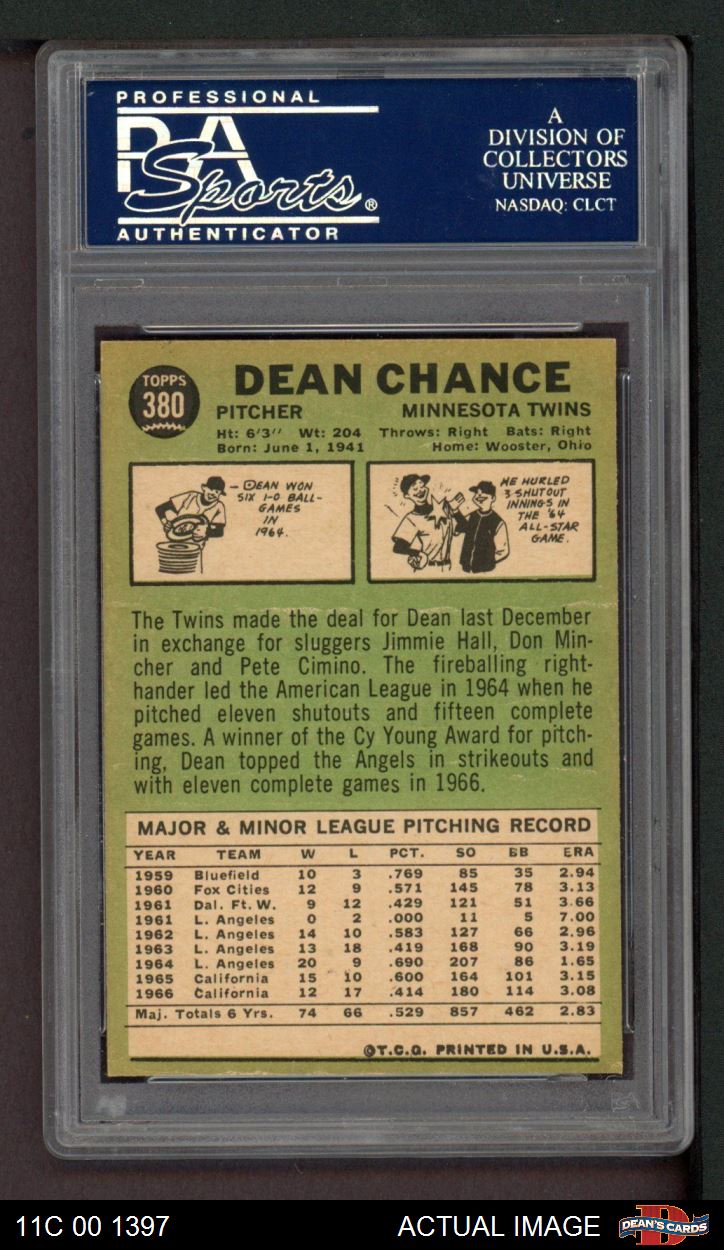 PROFESSIONAL
PSA
Sports®
AUTHENTICATOR
A
DIVISION OF
COLLECTORS
UNIVERSE
NASDAQ: CLCT
TOPPS
380
DEAN CHANCE
PITCHER MINNESOTA TWINS
Ht: 6'3" Wt: 204 Throws: Right Bats: Right
Born: June 1, 1941 Home: Wooster, Ohio
- DEAN WON
SIX 1-0 BALL-
GAMES
IN
1964.
HE HURLED
3 SHUTOUT
INNINGS IN
THE '64
ALL-STAR
GAME.
The Twins made the deal for Dean last December
in exchange for sluggers Jimmie Hall, Don Min-
cher and Pete Cimino. The fireballing right-
hander led the American League in 1964 when he
pitched eleven shutouts and fifteen complete
games. A winner of the Cy Young Award for pitch-
ing, Dean topped the Angels in strikeouts and
with eleven complete games in 1966.
MAJOR & MINOR LEAGUE PITCHING RECORD
YEAR TEAM W L PCT. SO BB ERA
1959 Bluefield 10 3 .769 85 35 2.94
1960 Fox Cities 12 9 .571 145 78 3.13
1961 Dal. Ft. W. 9 12 .429 121 51 3.66
1961 L. Angeles 0 2 .000 11 5 7.00
1962 L. Angeles 14 10 .583 127 66 2.96
1963 L. Angeles 13 18 .419 168 90 3.19
1964 L. Angeles 20 9 .690 207 86 1.65
1965 California 15 10 .600 164 101 3.15
1966 California 12 17 .414 180 114 3.08
Maj. Totals 6 Yrs. 74 66 .529 857 462 2.83
©T.C.G. PRINTED IN U.S.A.
11C 00 1397 ACTUAL IMAGE DEAN'S CARDS